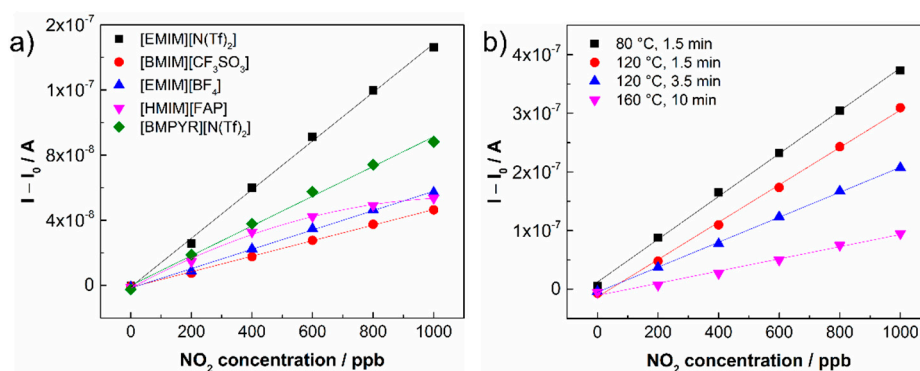 a)
I – I₀ / A
2x10⁻⁷
1x10⁻⁷
8x10⁻⁸
4x10⁻⁸
0
[EMIM][N(Tf)₂]
[BMIM][CF₃SO₃]
[EMIM][BF₄]
[HMIM][FAP]
[BMPYR][N(Tf)₂]
0 200 400 600 800 1000
NO₂ concentration / ppb
b)
I – I₀ / A
4x10⁻⁷
3x10⁻⁷
2x10⁻⁷
1x10⁻⁷
0
80 °C, 1.5 min
120 °C, 1.5 min
120 °C, 3.5 min
160 °C, 10 min
0 200 400 600 800 1000
NO₂ concentration / ppb